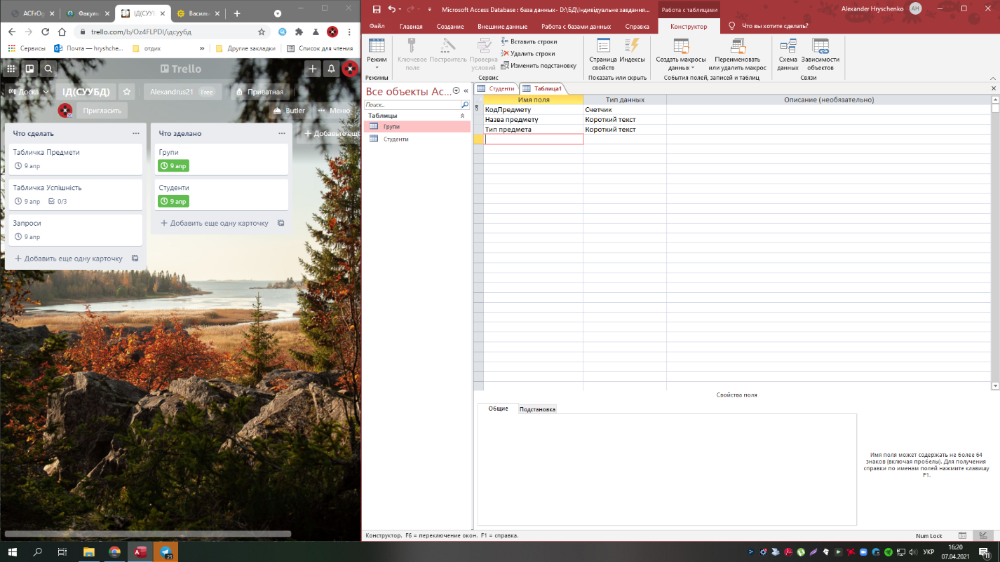 ACFrOg
Факуль
ІД(СУУБ
Василь
trello.com/b/Oz4FLPDI/ідсуубд
Сервисы
Почта — hryshche...
отдих
»
Другие закладки
Список для чтения
Trello
Доска
ІД(СУУБД)
Alexandrus21 Free
Приватная
Пригласить
Butler
Меню
Что сделать
Табличка Предмети
9 апр
Табличка Успішність
9 апр
0/3
Запроси
9 апр
Добавить еще одну карточку
Что зделано
Групи
9 апр
Студенти
9 апр
Добавить еще одну карточку
Добавьте еще
Microsoft Access Database : база данных- D:\БД\Індивідуальне завдання...
Работа с таблицами
Alexander Hryschenko
AH
Файл
Главная
Создание
Внешние данные
Работа с базами данных
Справка
Конструктор
Что вы хотите сделать?
Режим
Режимы
Ключевое поле
Построитель
Проверка условий
Вставить строки
Удалить строки
Изменить подстановку
Сервис
Страница свойств
Индексы
Показать или скрыть
Создать макросы данных
Переименовать или удалить макрос
События полей, записей и таблиц
Схема данных
Зависимости объектов
Связи
Все объекты Ac...
Поиск...
Таблицы
Групи
Студенти
Студенти
Таблица1
Имя поля
Тип данных
Описание (необязательно)
КодПредмету
Счетчик
Назва предмету
Короткий текст
Тип предмета
Короткий текст
Свойства поля
Общие
Подстановка
Имя поля может содержать не более 64
знаков (включая пробелы). Для получения
справки по именам полей нажмите клавишу
F1.
Конструктор. F6 = переключение окон. F1 = справка.
Num Lock
25
УКР
16:20
07.04.2021
11